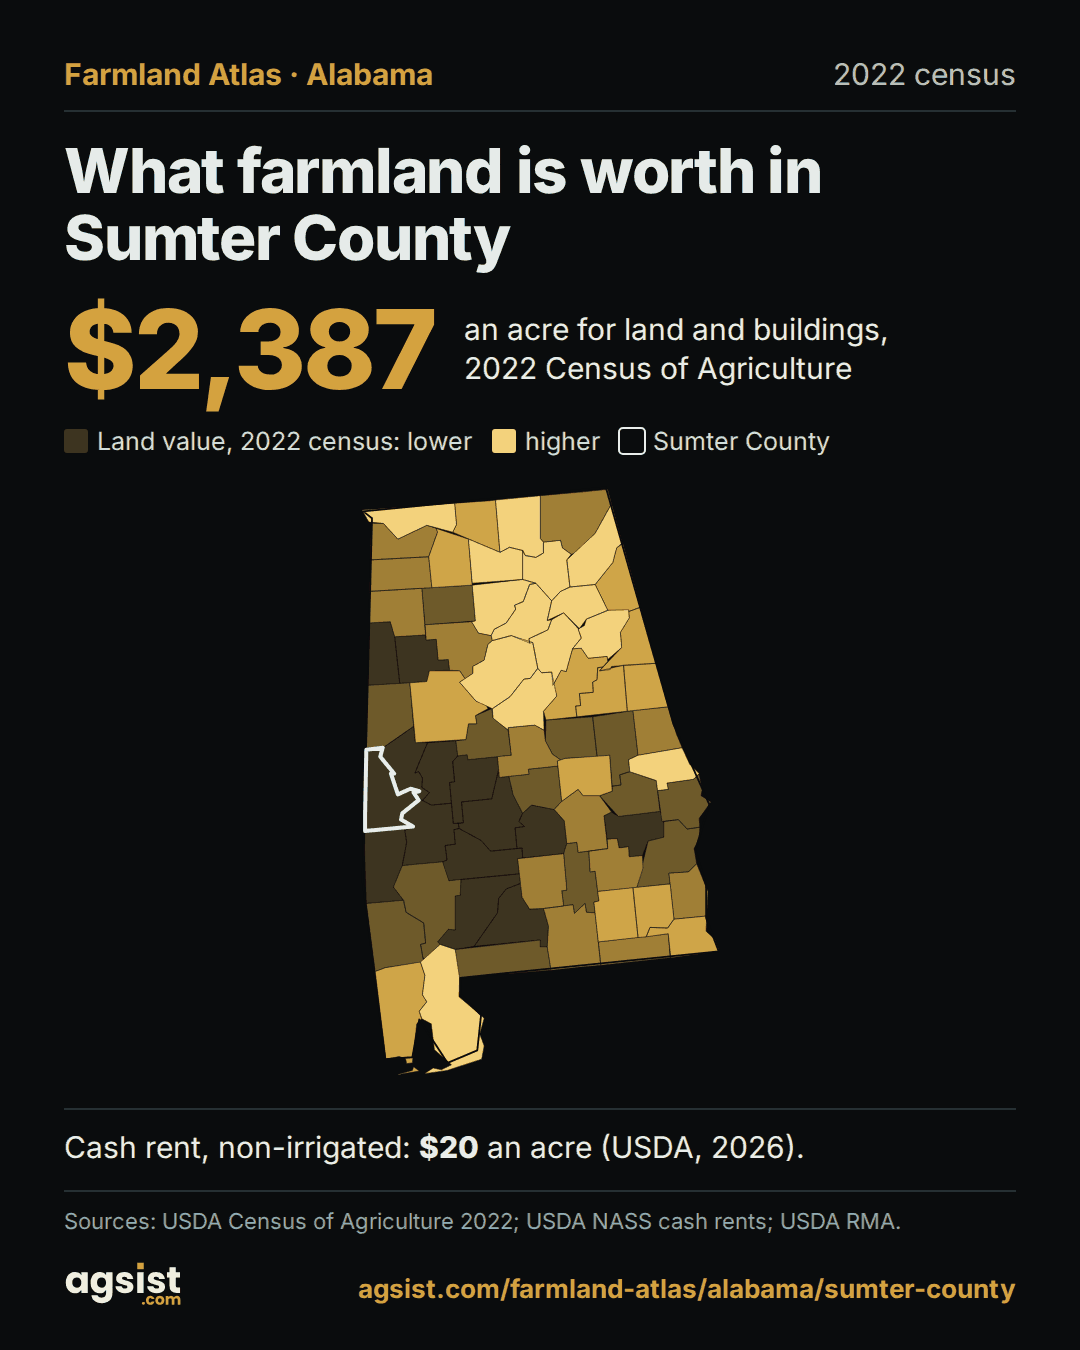 Farmland Atlas · Alabama
2022 census
What farmland is worth in
Sumter County
$2,387
an acre for land and buildings,
2022 Census of Agriculture
Land value, 2022 census: lower
higher
Sumter County
Cash rent, non-irrigated: $20 an acre (USDA, 2026).
Sources: USDA Census of Agriculture 2022; USDA NASS cash rents; USDA RMA.
agsist
.com
agsist.com/farmland-atlas/alabama/sumter-county